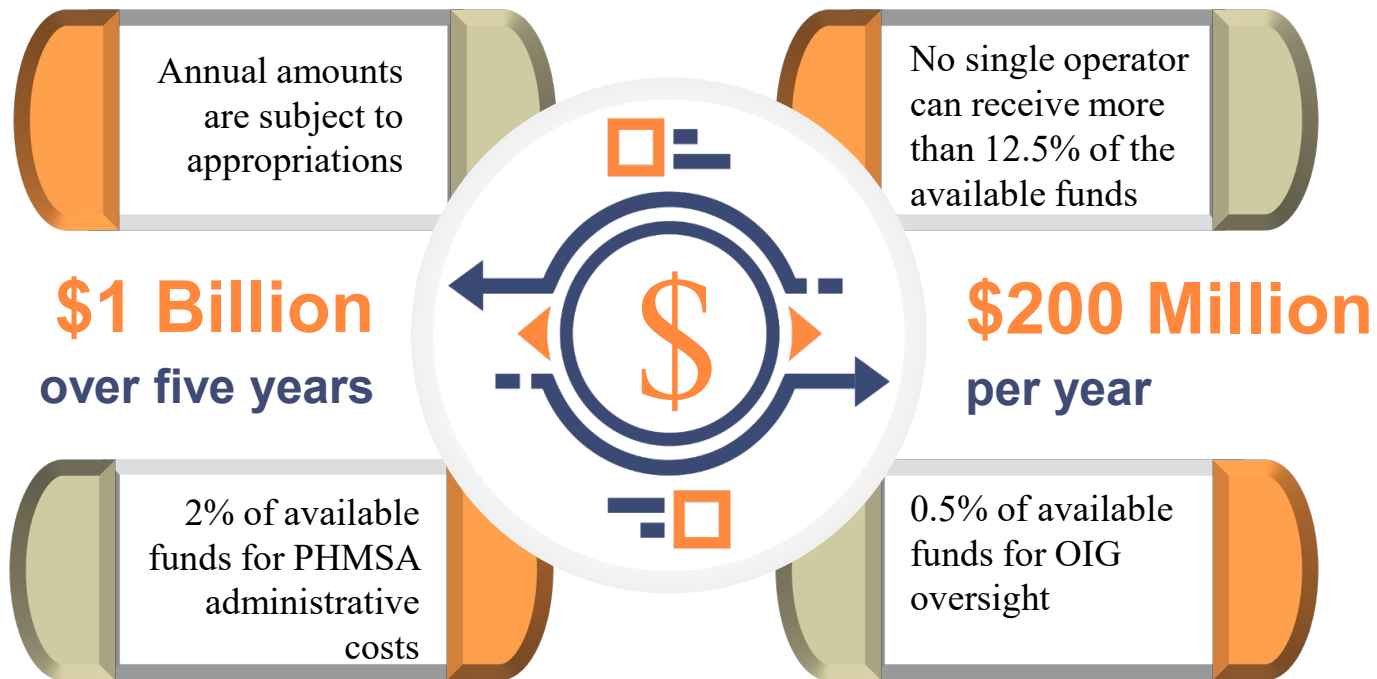 Annual amounts
are subject to
appropriations
No single operator
can receive more
than 12.5% of the
available funds
$1 Billion
over five years
$
$200 Million
per year
2% of available
funds for PHMSA
administrative
costs
0.5% of available
funds for OIG
oversight